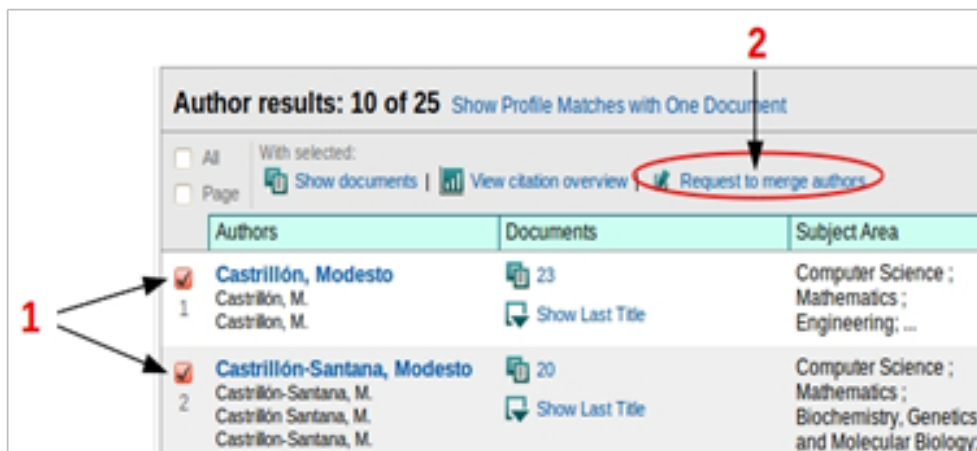 2
Author results: 10 of 25 Show Profile Matches with One Document
All With selected:
Page Show documents | View citation overview | Request to merge authors
Authors Documents Subject Area
1
Castrillón, Modesto 23 Computer Science ;
1 Castrillón, M. Mathematics ;
Castrillon, M. Show Last Title Engineering; ...
Castrillón-Santana, Modesto 20 Computer Science ;
2 Castrillón-Santana, M. Mathematics ;
Castrillón Santana, M. Show Last Title Biochemistry, Genetics
Castrillon-Santana, M. and Molecular Biology;